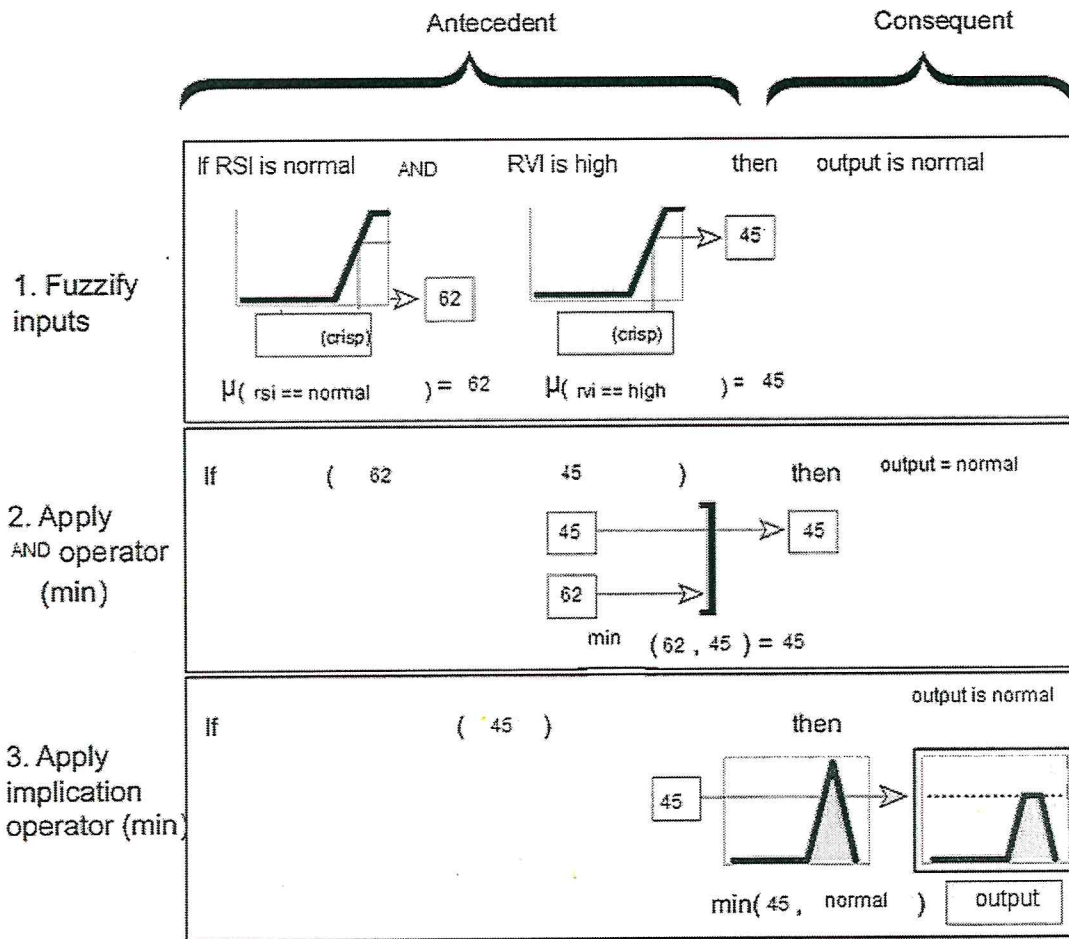 Antecedent Consequent
If RSI is normal AND RVI is high then output is normal
1. Fuzzify
inputs
45
62
(crisp) (crisp)
μ( rsi == normal ) = 62 μ( rvi == high ) = 45
If ( 62 45 ) then output = normal
2. Apply
AND operator
(min)
45 45
62
min (62 , 45 ) = 45
output is normal
If ( 45 ) then
3. Apply
implication
operator (min)
45
min( 45 , normal ) output